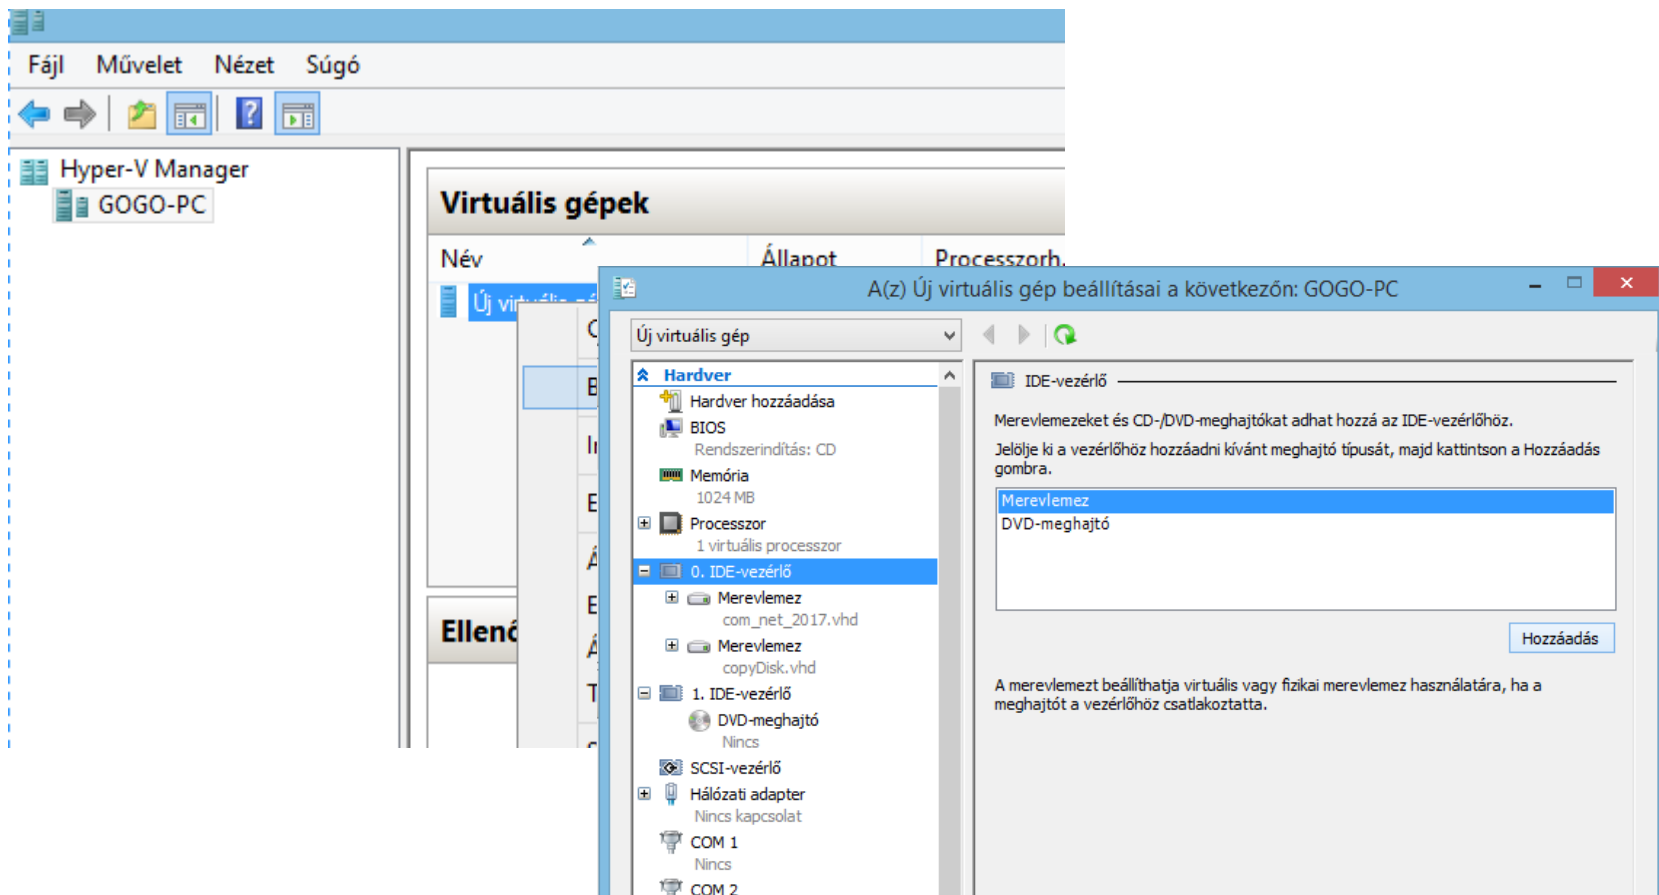 Fájl Művelet Nézet Súgó
Hyper-V Manager
GOGO-PC
Virtuális gépek
Név Állapot
Új
A(z) Új virtuális gép beállításai a következőn: GOGO-PC
Új virtuális gép
Hardver
Hardver hozzáadása
BIOS
Rendszerindítás: CD
Memória
1024 MB
Processzor
1 virtuális processzor
0. IDE-vezérlő
Merevlemez
com_net_2017.vhd
Merevlemez
copyDisk.vhd
1. IDE-vezérlő
DVD-meghajtó
Nincs
SCSI-vezérlő
Hálózati adapter
Nincs kapcsolat
COM 1
Nincs
COM 2
IDE-vezérlő
Merevlemezeket és CD-/DVD-meghajtókat adhat hozzá az IDE-vezérlőhöz.
Jelölje ki a vezérlőhöz hozzáadni kívánt meghajtó típusát, majd kattintson a Hozzáadás
gombra.
Merevlemez
DVD-meghajtó
Hozzáadás
A merevlemezt beállíthatja virtuális vagy fizikai merevlemez használatára, ha a
meghajtót a vezérlőhöz csatlakoztatta.